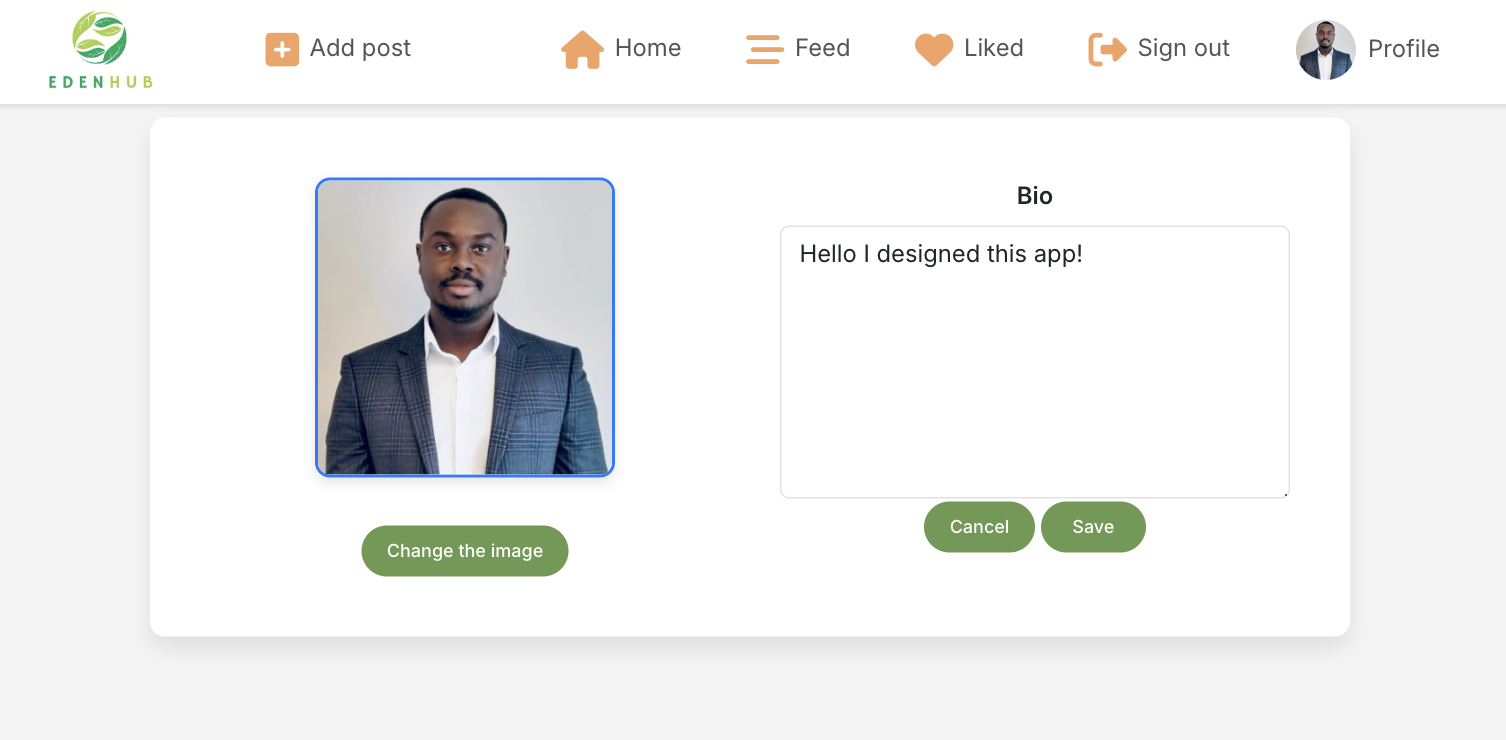 EDENHUB
Add post
Home
Feed
Liked
Sign out
Profile
Bio
Hello I designed this app!
Change the image
Cancel
Save